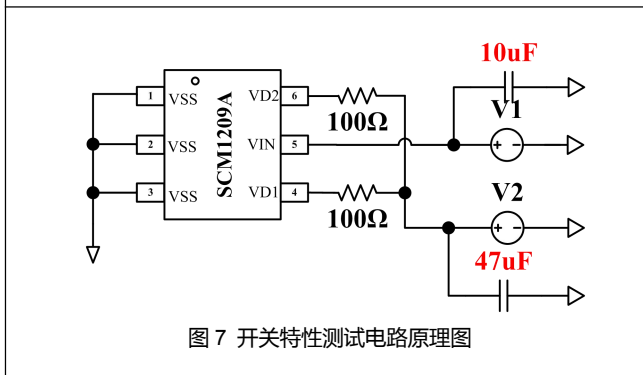 10uF
1 VSS VD2 6
100Ω
V1
2 VSS VIN 5
SCM1209A
3 VSS VD1 4
100Ω
V2
47uF
图 7 开关特性测试电路原理图